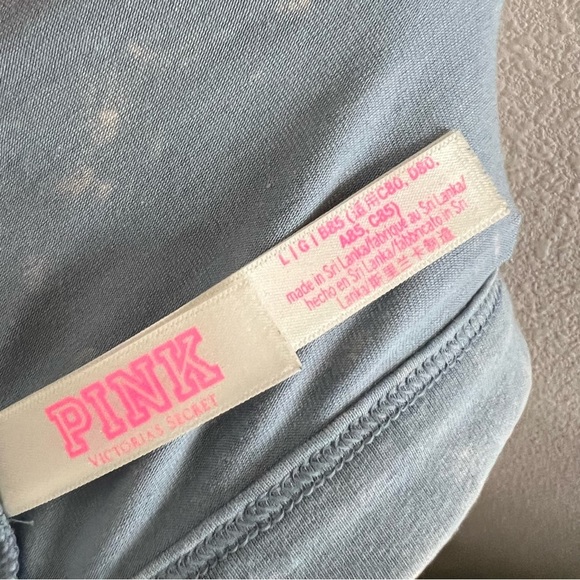 PINK
VICTORIA'S SECRET
L | G | B85 (适用C80, D80,
A85, C85)
made in Sri Lanka/fabriqué au Sri Lanka/
hecho en Sri Lanka/fabbricato in Sri
Lanka/斯里兰卡制造